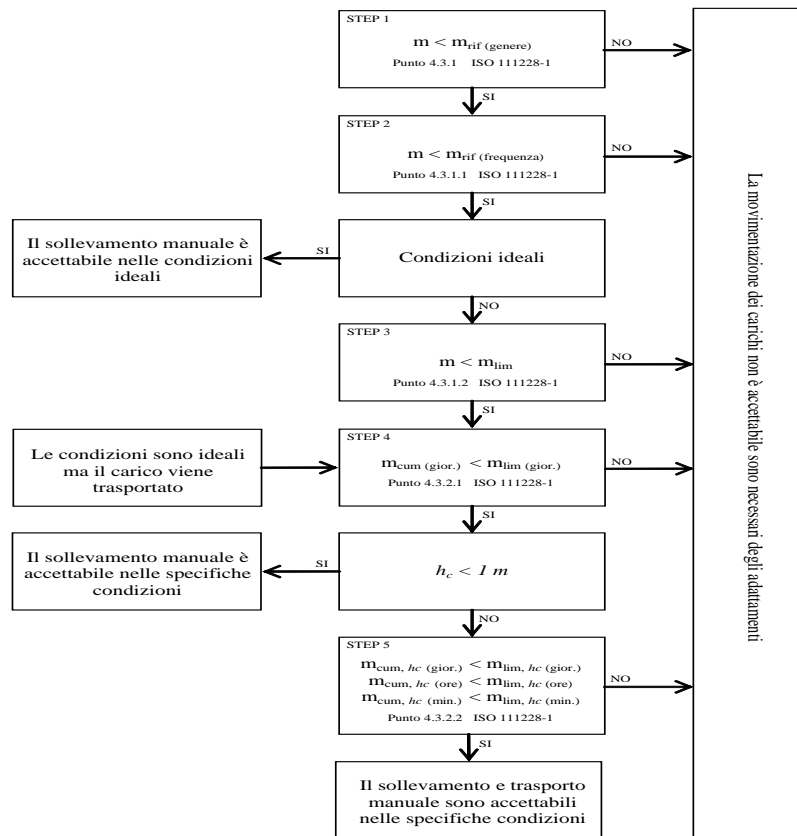 STEP 1
m < mrif (genere)
Punto 4.3.1 ISO 111228-1
NO
SI
STEP 2
m < mrif (frequenza)
Punto 4.3.1.1 ISO 111228-1
NO
SI
Il sollevamento manuale è
accettabile nelle condizioni
ideali
SI
Condizioni ideali
NO
STEP 3
m < mlim
Punto 4.3.1.2 ISO 111228-1
NO
SI
Le condizioni sono ideali
ma il carico viene
trasportato
STEP 4
mcum (gior.) < mlim (gior.)
Punto 4.3.2.1 ISO 111228-1
NO
SI
Il sollevamento manuale è
accettabile nelle specifiche
condizioni
SI
hc < 1 m
NO
STEP 5
mcum, hc (gior.) < mlim, hc (gior.)
mcum, hc (ore) < mlim, hc (ore)
mcum, hc (min.) < mlim, hc (min.)
Punto 4.3.2.2 ISO 111228-1
NO
SI
Il sollevamento e trasporto
manuale sono accettabili
nelle specifiche condizioni
La movimentazione dei carichi non è accettabile sono necessari degli adattamenti